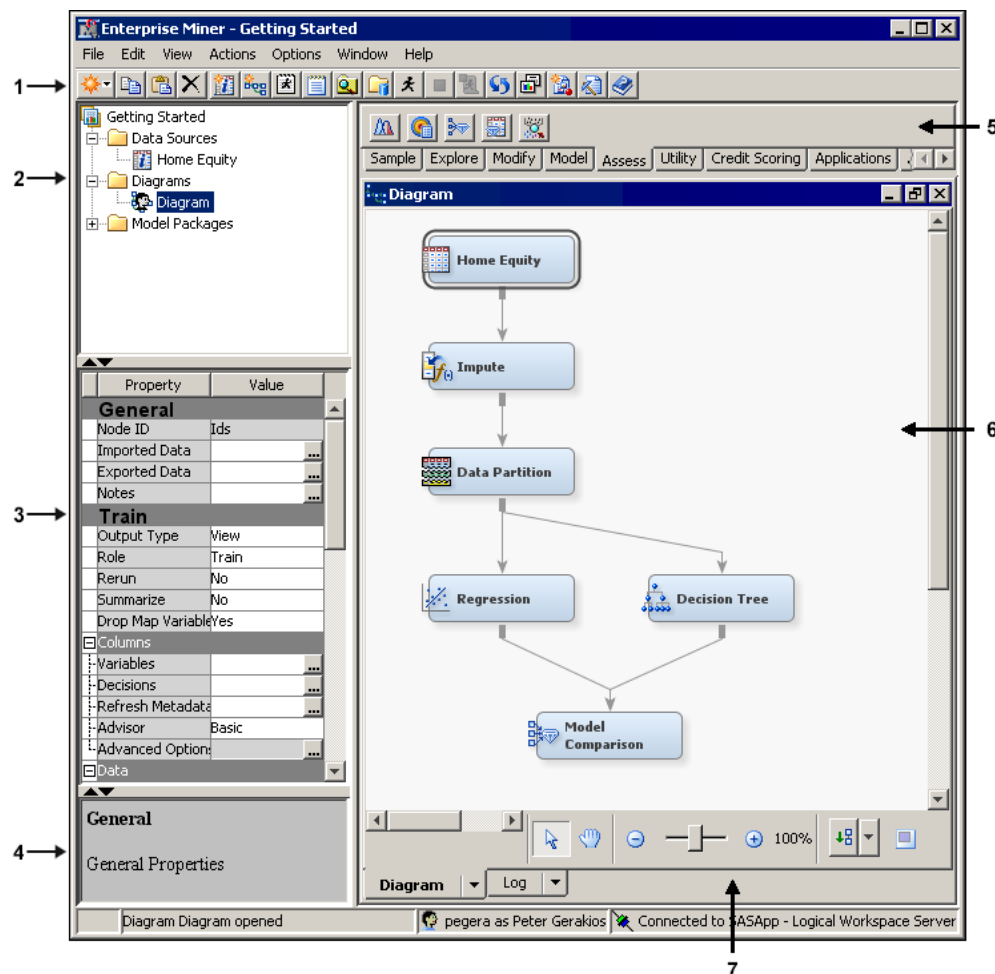 Enterprise Miner - Getting Started
File Edit View Actions Options Window Help
1
Getting Started
Data Sources
Home Equity
Diagrams
Diagram
Model Packages
2
Property Value
General
Node ID Ids
Imported Data ...
Exported Data ...
Notes ...
Train
Output Type View
Role Train
Rerun No
Summarize No
Drop Map Variable Yes
Columns
Variables ...
Decisions ...
Refresh Metadata ...
Advisor Basic
Advanced Option ...
Data
3
General
General Properties
4
5
Sample Explore Modify Model Assess Utility Credit Scoring Applications
Diagram
Home Equity
Impute
Data Partition
Regression
Decision Tree
Model
Comparison
6
100%
Diagram Log
Diagram Diagram opened
pegera as Peter Gerakios
Connected to SASApp - Logical Workspace Server
7